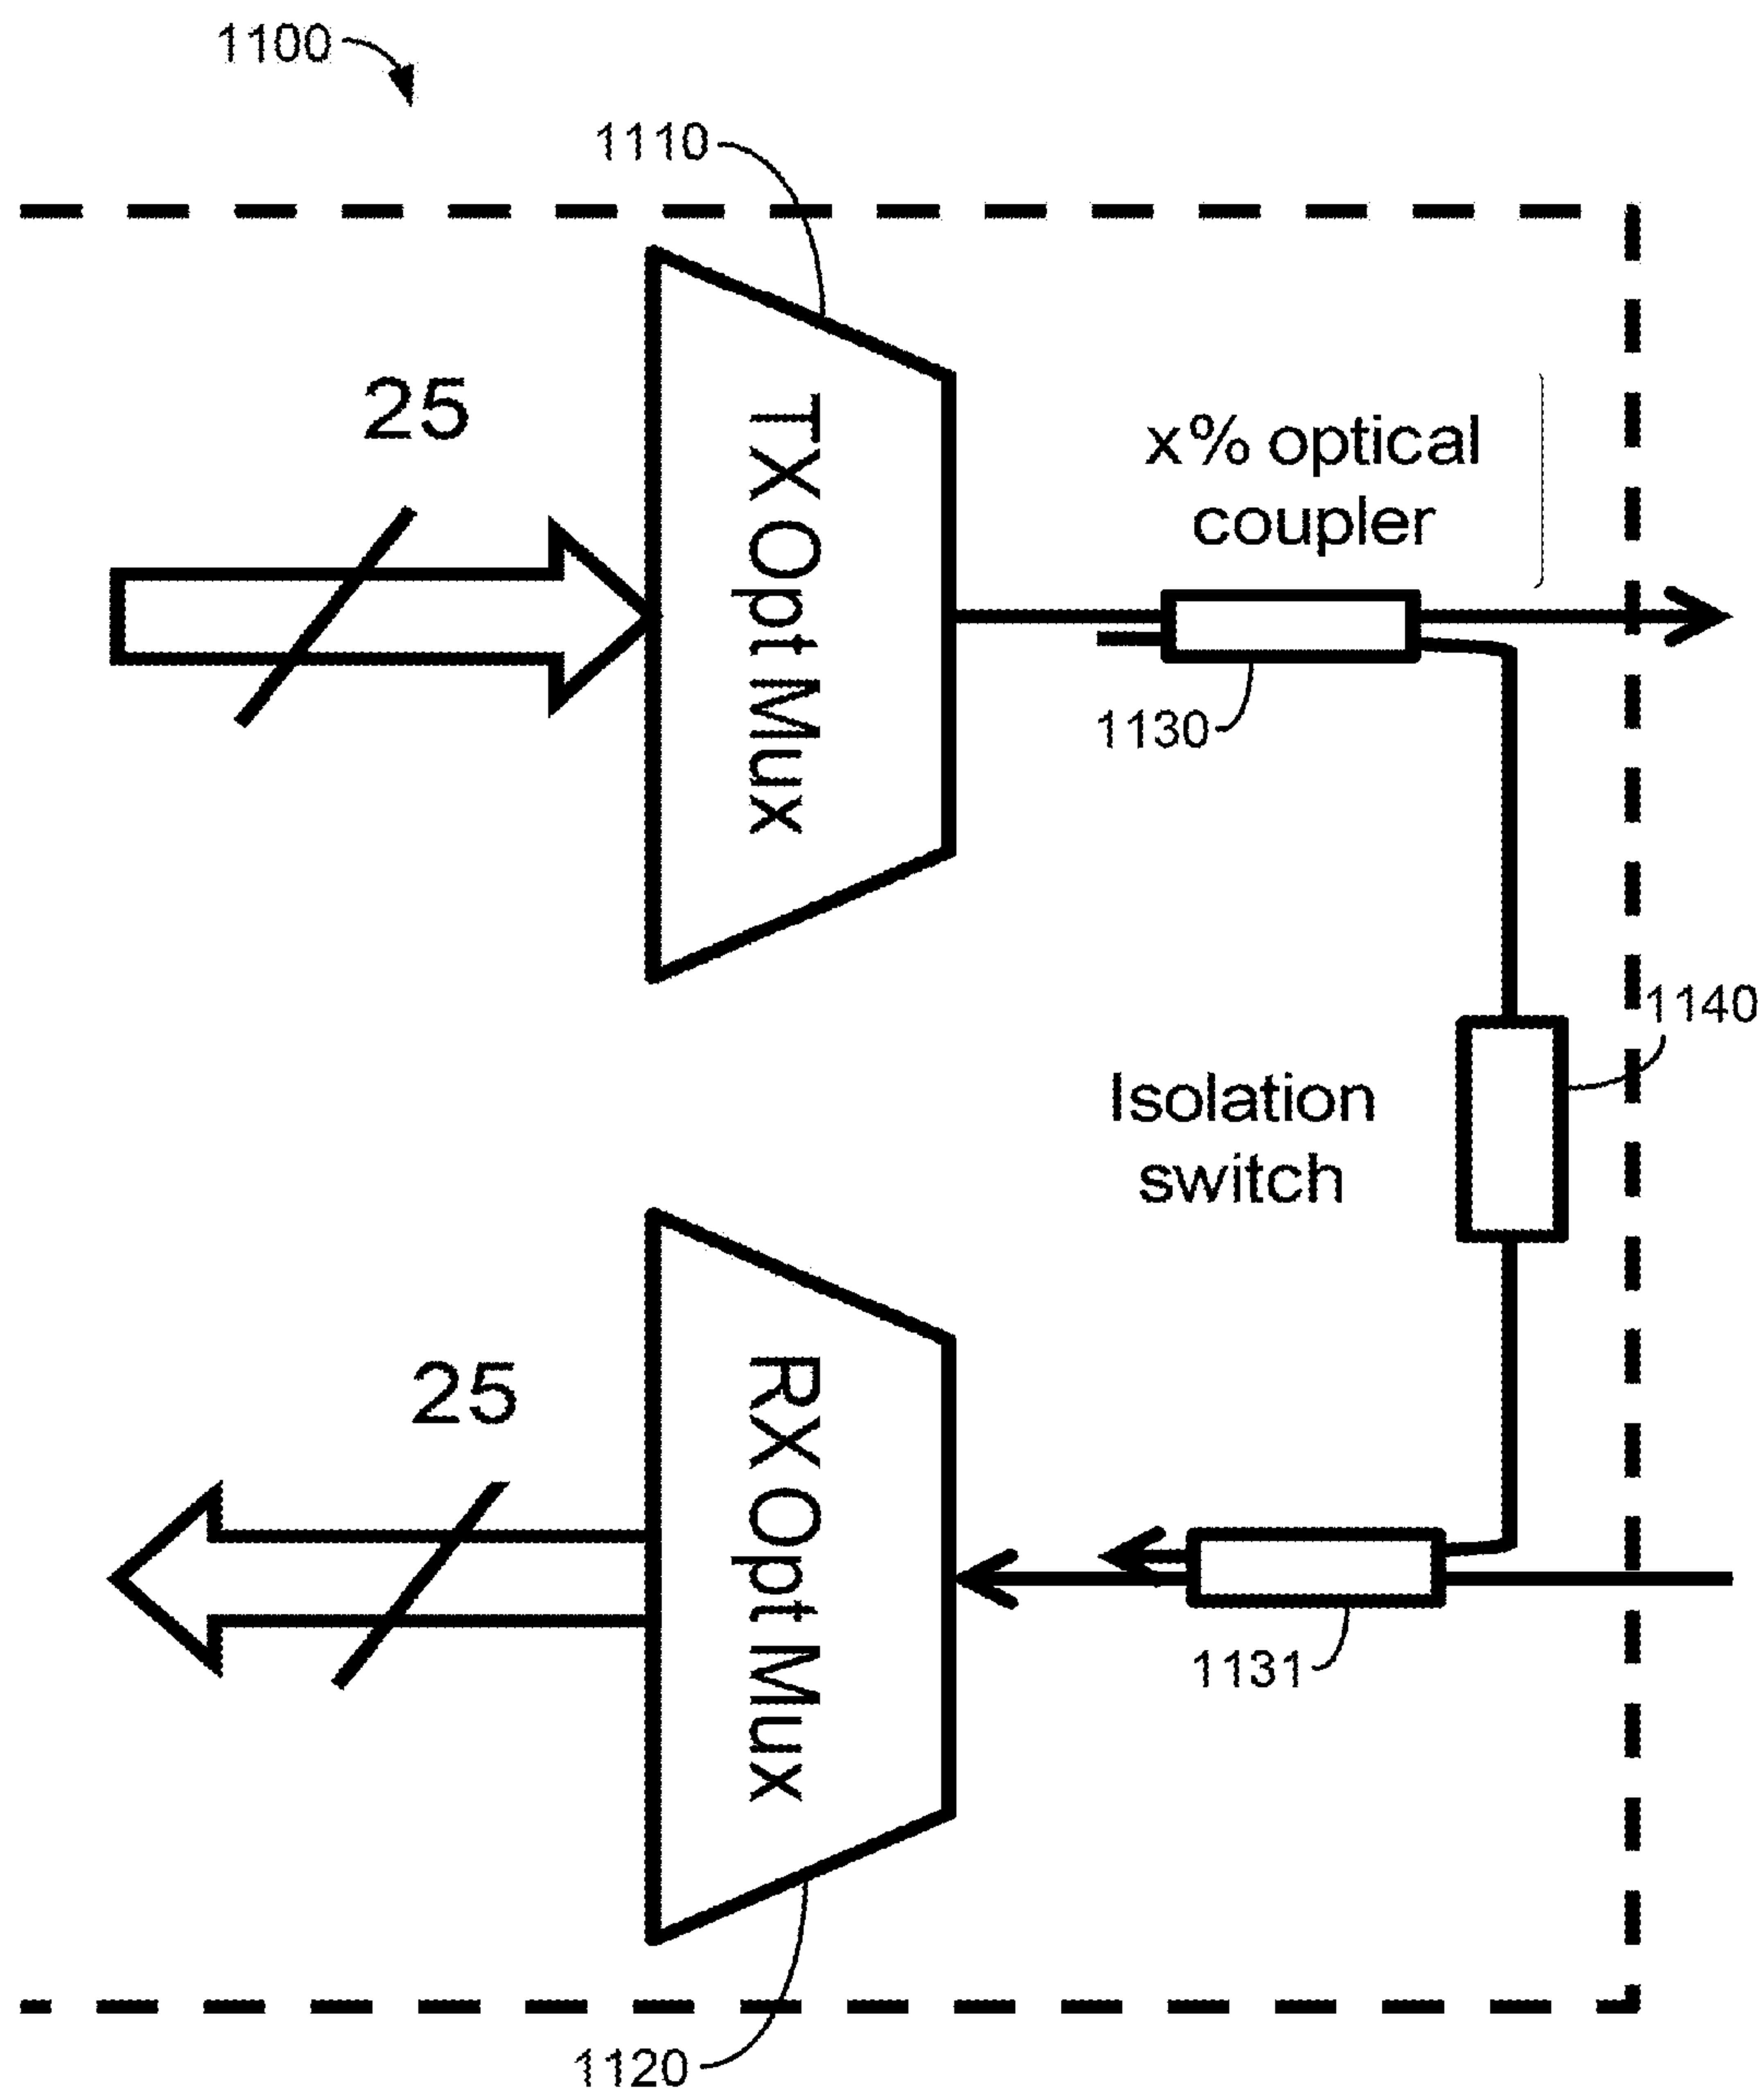 1100
1110
25
TX Opt Mux
x% optical
coupler
1130
1140
Isolation
switch
25
RX Opt Mux
1131
1120